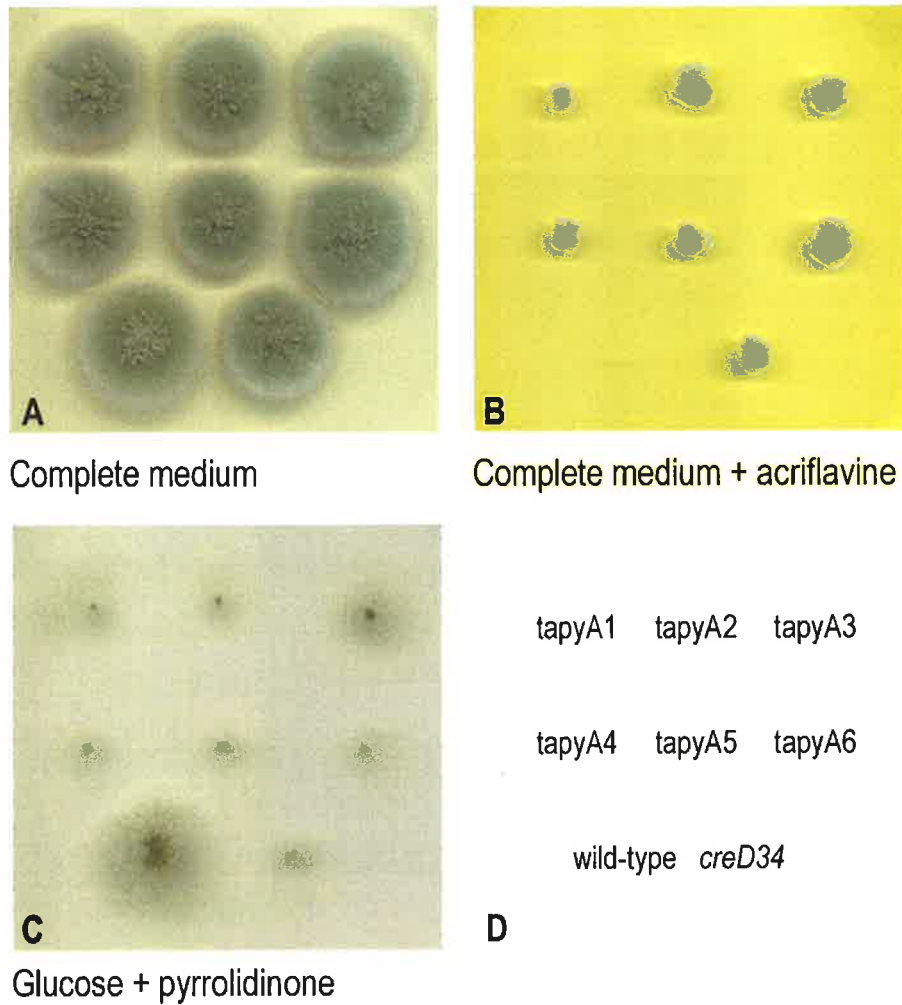 A
Complete medium
B
Complete medium + acriflavine
C
Glucose + pyrrolidinone
tapyA1 tapyA2 tapyA3
tapyA4 tapyA5 tapyA6
wild-type creD34
D